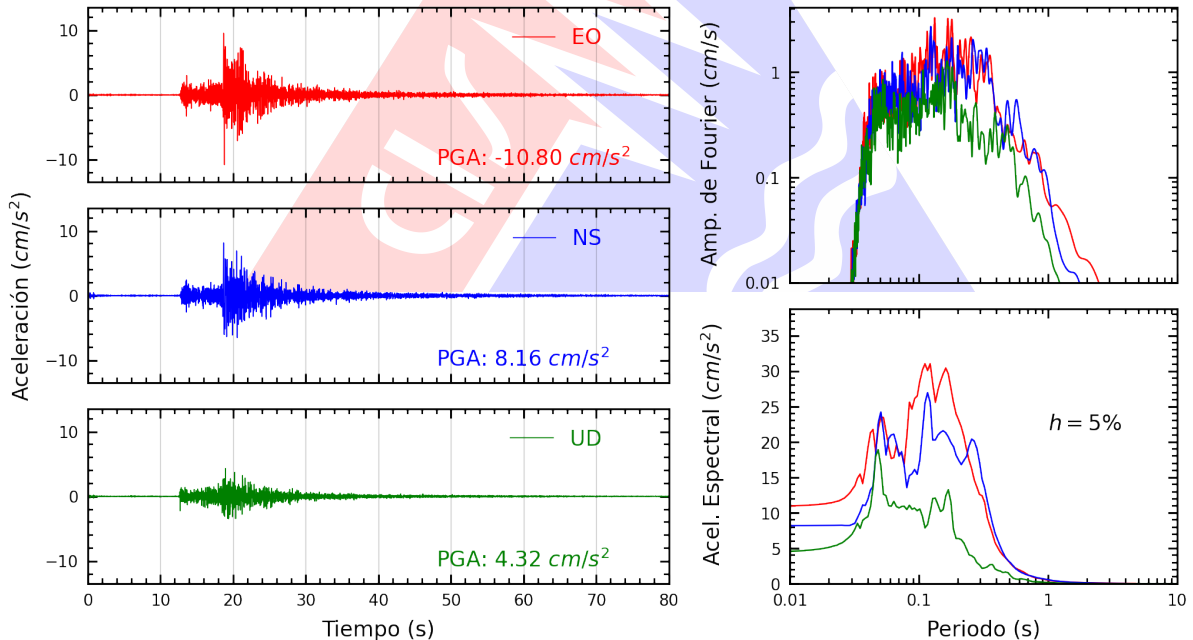 Aceleración (cm/s²)
10
0
−10
EO
PGA: -10.80 cm/s²
10
0
−10
NS
PGA: 8.16 cm/s²
10
0
−10
UD
PGA: 4.32 cm/s²
0 10 20 30 40 50 60 70 80
Tiempo (s)
Amp. de Fourier (cm/s)
1
0.1
0.01
Acel. Espectral (cm/s²)
35
30
25
20
15
10
5
0
h = 5%
0.01 0.1 1 10
Periodo (s)
CISMID